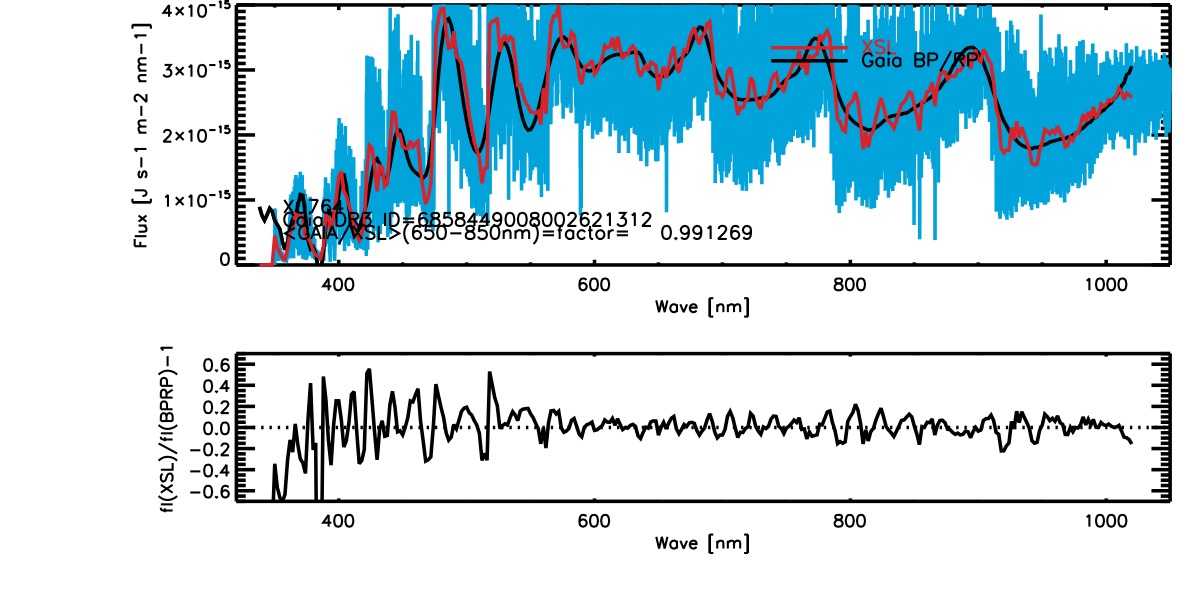 4×10−15
3×10−15
2×10−15
1×10−15
0
Flux [J s−1 m−2 nm−1]
XSL
Gaia BP/RP
Gaia DR3 ID=6858449008002621312
<GAIA/XSL>(650−850nm)=factor= 0.991269
400 600 800 1000
Wave [nm]
0.6
0.4
0.2
0.0
−0.2
−0.4
−0.6
fl(XSL)/fl(BPRP)−1
400 600 800 1000
Wave [nm]